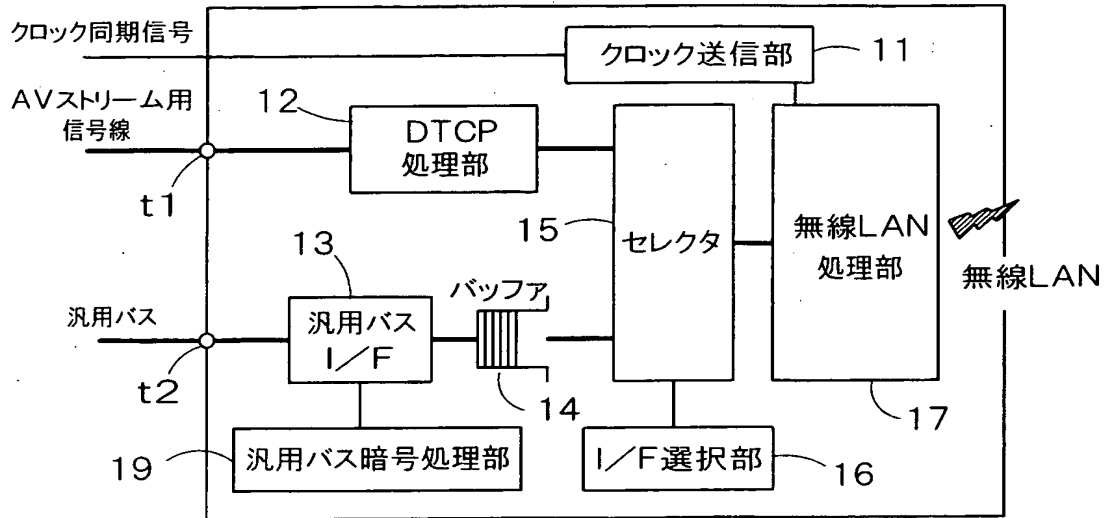 クロック同期信号
クロック送信部
11
AVストリーム用
信号線
12
DTCP
処理部
t1
15
セレクタ
無線LAN
処理部
無線LAN
13
バッファ
汎用バス
汎用バス
I/F
t2
14
17
19
汎用バス暗号処理部
I/F選択部
16